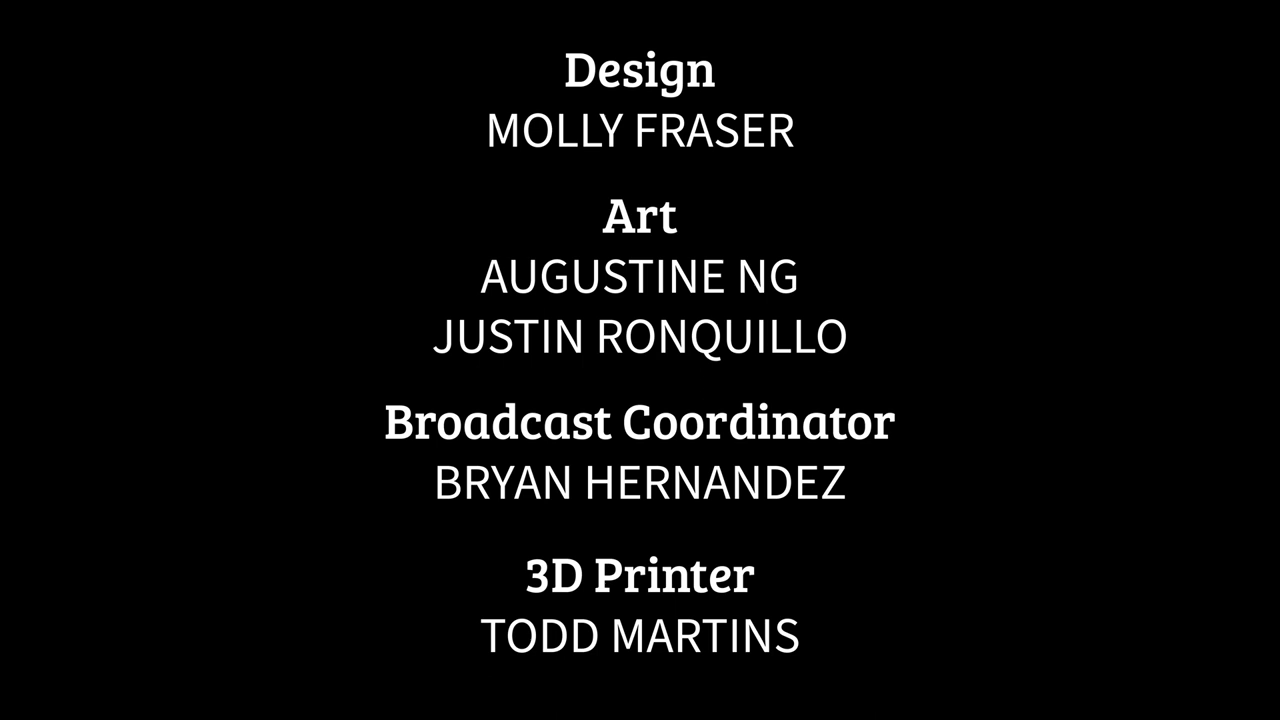 Design
MOLLY FRASER
Art
AUGUSTINE NG
JUSTIN RONQUILLO
Broadcast Coordinator
BRYAN HERNANDEZ
3D Printer
TODD MARTINS